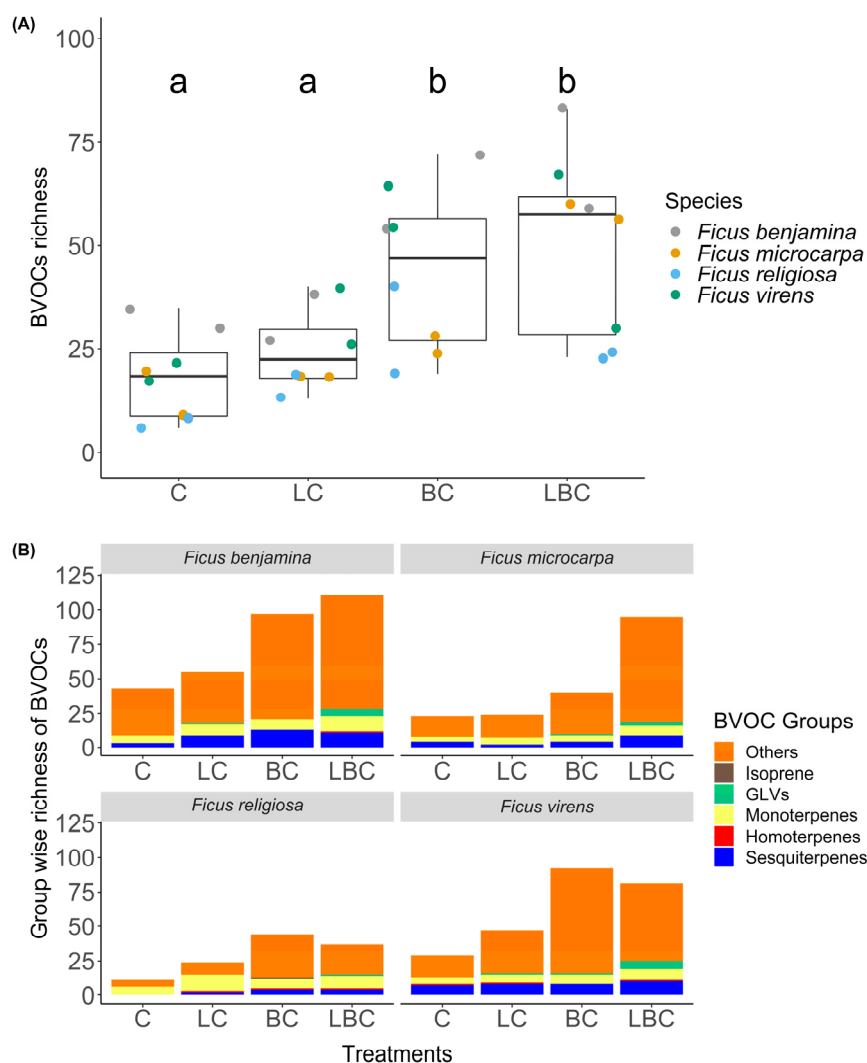 (A)
100
75
50
25
0
BVOCs richness
a a b b
C LC BC LBC
Species
Ficus benjamina
Ficus microcarpa
Ficus religiosa
Ficus virens
(B)
Group wise richness of BVOCs
Ficus benjamina Ficus microcarpa
125
100
75
50
25
0
C LC BC LBC C LC BC LBC
Ficus religiosa Ficus virens
125
100
75
50
25
0
C LC BC LBC C LC BC LBC
Treatments
BVOC Groups
Others
Isoprene
GLVs
Monoterpenes
Homoterpenes
Sesquiterpenes